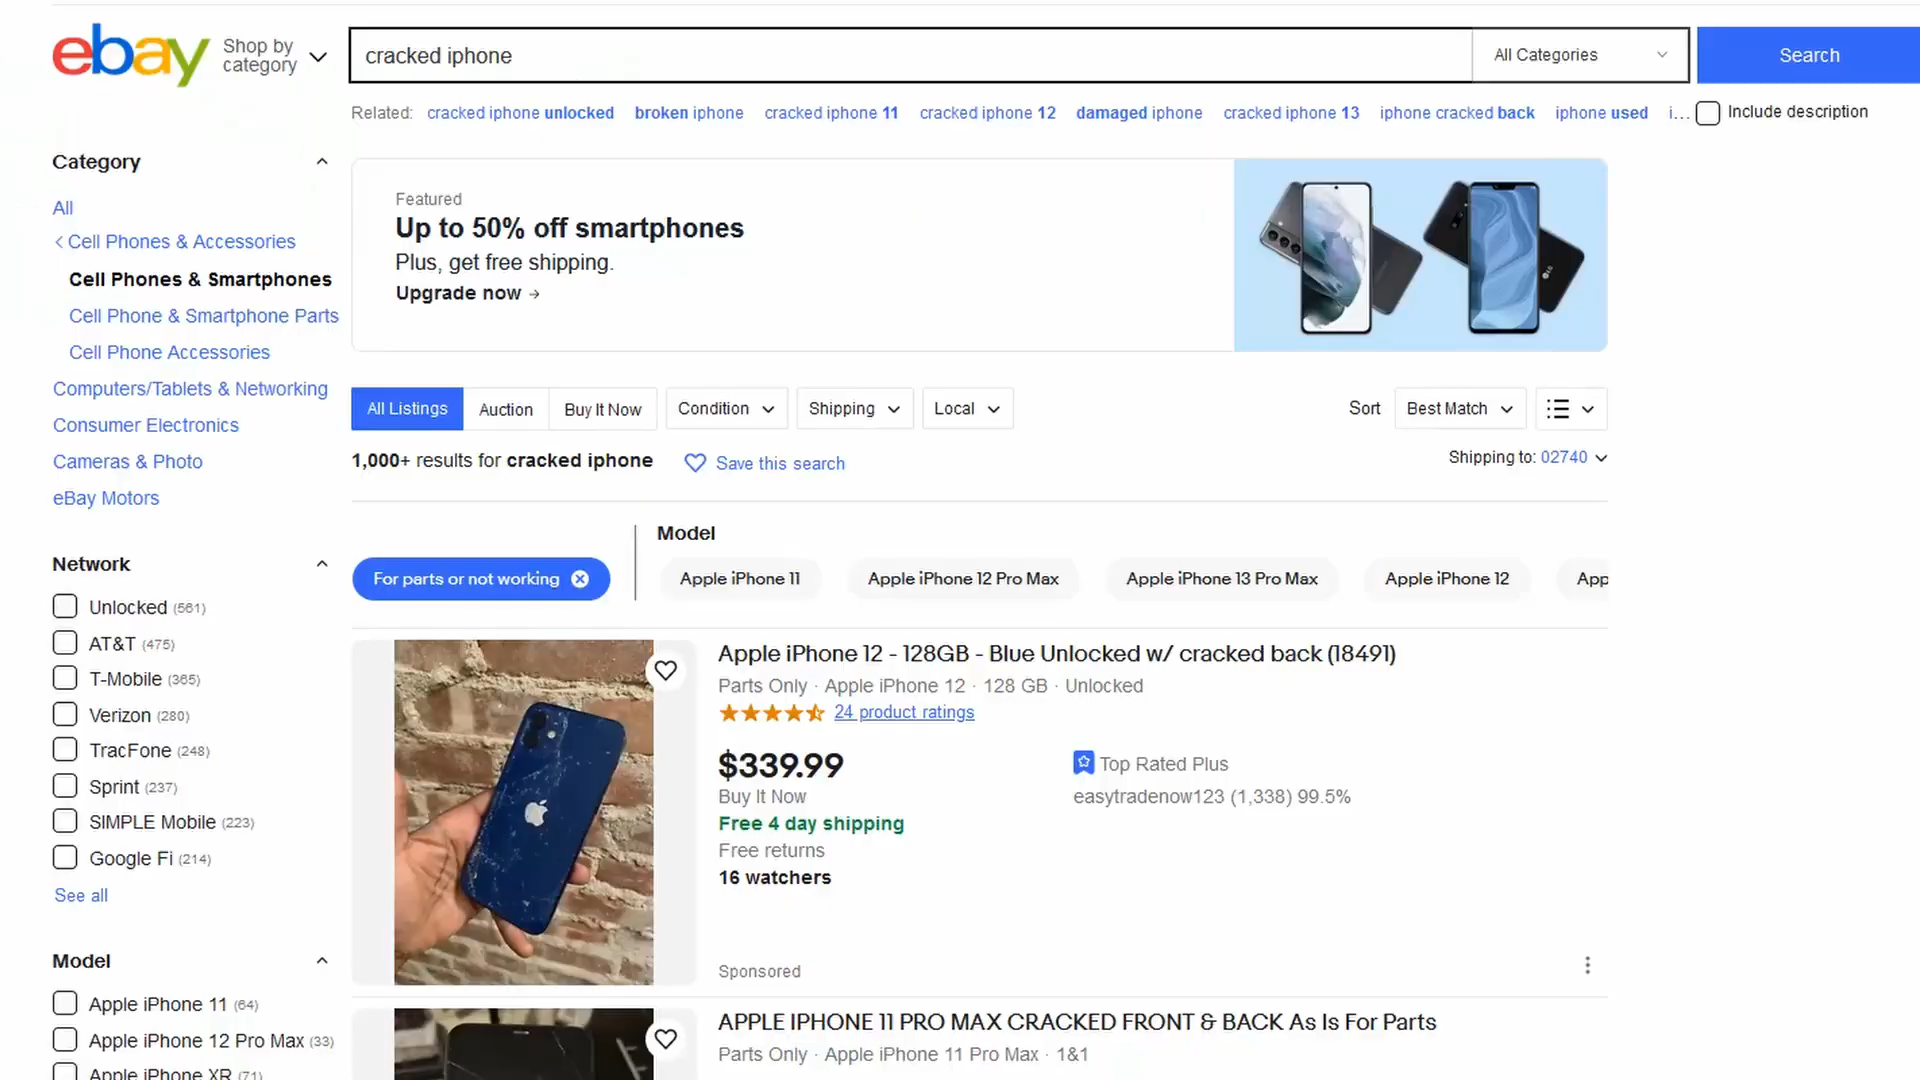 ebay
Shop by
category
cracked iphone
All Categories
Search
Related: cracked iphone unlocked broken iphone cracked iphone 11 cracked iphone 12 damaged iphone cracked iphone 13 iphone cracked back iphone used i... Include description
Category
All
Cell Phones & Accessories
Cell Phones & Smartphones
Cell Phone & Smartphone Parts
Cell Phone Accessories
Computers/Tablets & Networking
Consumer Electronics
Cameras & Photo
eBay Motors
Network
Unlocked (561)
AT&T (475)
T-Mobile (365)
Verizon (280)
TracFone (248)
Sprint (237)
SIMPLE Mobile (223)
Google Fi (214)
See all
Model
Apple iPhone 11 (64)
Apple iPhone 12 Pro Max (33)
Apple iPhone XR (71)
Featured
Up to 50% off smartphones
Plus, get free shipping.
Upgrade now →
LG
All Listings Auction Buy It Now Condition Shipping Local
Sort Best Match
1,000+ results for cracked iphone Save this search
Shipping to: 02740
For parts or not working
Model
Apple iPhone 11 Apple iPhone 12 Pro Max Apple iPhone 13 Pro Max Apple iPhone 12 App
Apple iPhone 12 - 128GB - Blue Unlocked w/ cracked back (18491)
Parts Only · Apple iPhone 12 · 128 GB · Unlocked
24 product ratings
$339.99
Buy It Now
Free 4 day shipping
Free returns
16 watchers
Top Rated Plus
easytradenow123 (1,338) 99.5%
Sponsored
APPLE IPHONE 11 PRO MAX CRACKED FRONT & BACK As Is For Parts
Parts Only · Apple iPhone 11 Pro Max · 1&1